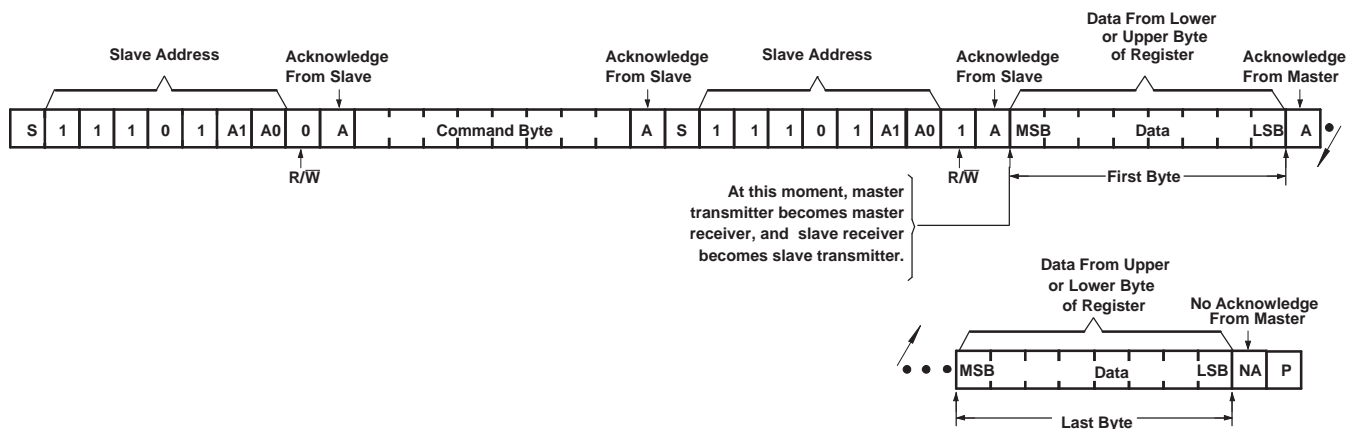 Data From Lower
or Upper Byte
of Register
Slave Address
Acknowledge
From Slave
Acknowledge
From Slave
Slave Address
Acknowledge
From Slave
Acknowledge
From Master
S 1 1 1 0 1 A1 A0 0 A Command Byte A S 1 1 1 0 1 A1 A0 1 A MSB Data LSB A
R/W̅
R/W̅
First Byte
At this moment, master
transmitter becomes master
receiver, and slave receiver
becomes slave transmitter.
Data From Upper
or Lower Byte
of Register
No Acknowledge
From Master
MSB Data LSB NA P
Last Byte